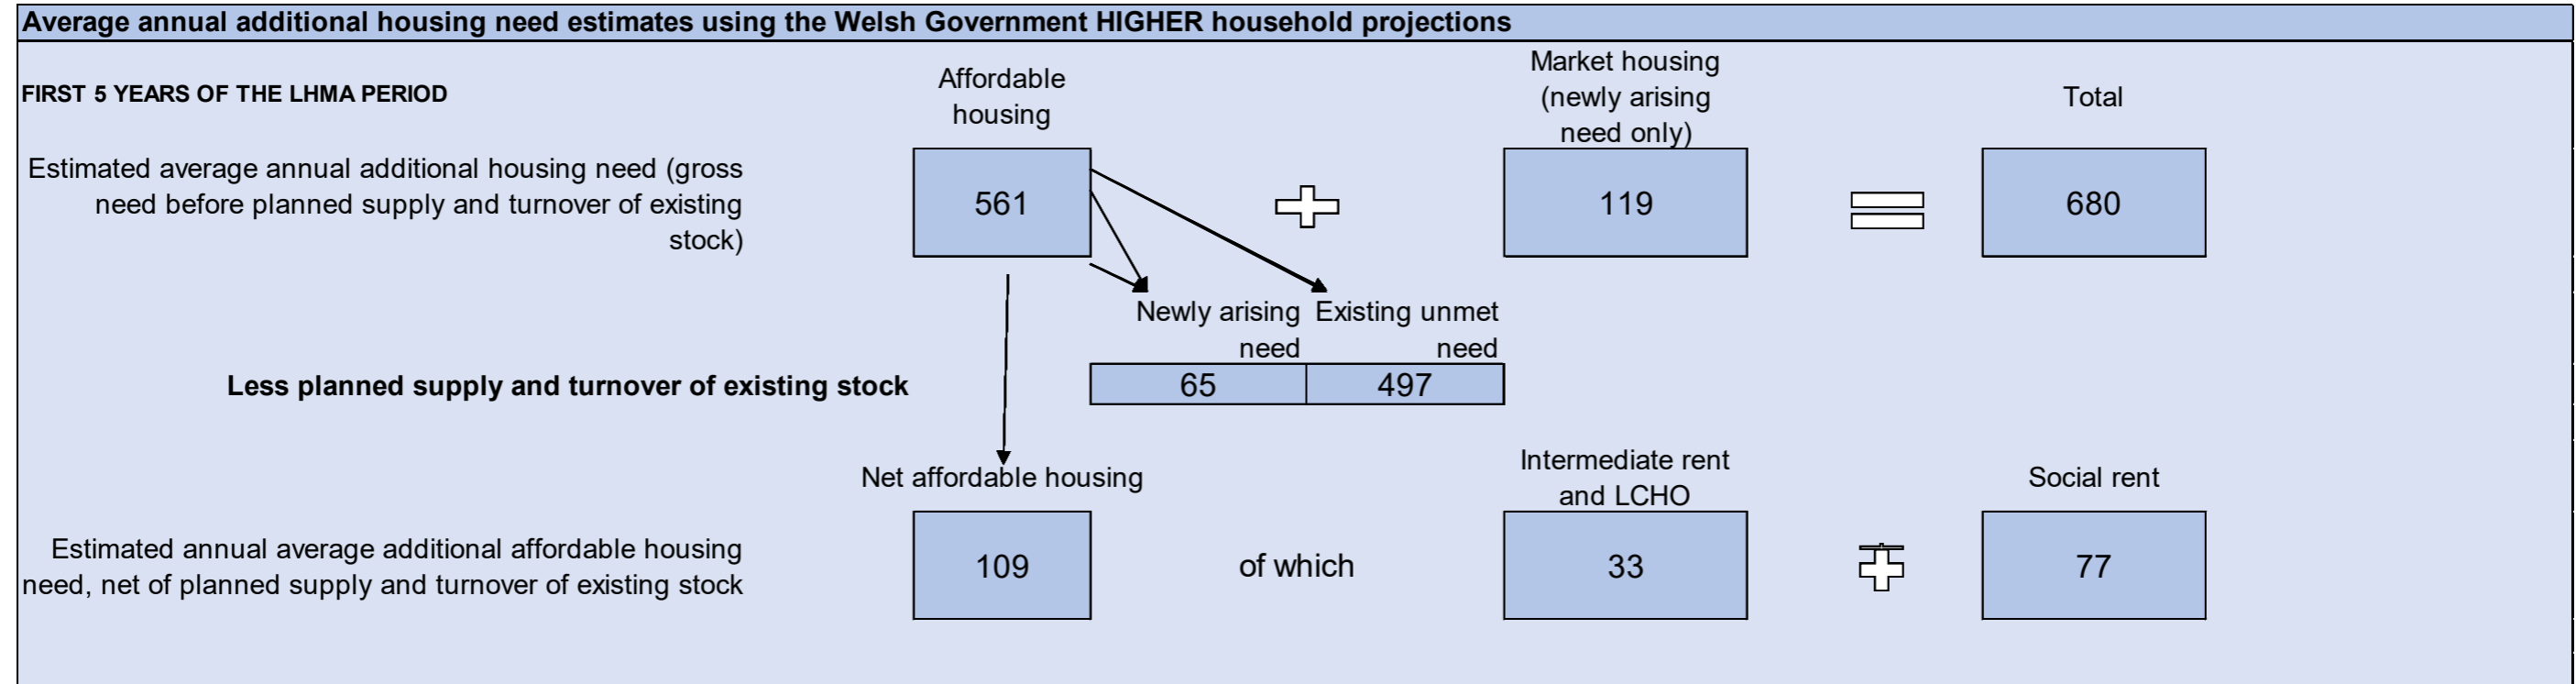 Average annual additional housing need estimates using the Welsh Government HIGHER household projections
FIRST 5 YEARS OF THE LHMA PERIOD
Affordable
housing
Market housing
(newly arising
need only)
Total
Estimated average annual additional housing need (gross
need before planned supply and turnover of existing
stock)
561
119
680
Newly arising
need
Existing unmet
need
Less planned supply and turnover of existing stock
65
497
Net affordable housing
Intermediate rent
and LCHO
Social rent
Estimated annual average additional affordable housing
need, net of planned supply and turnover of existing stock
109
of which
33
77